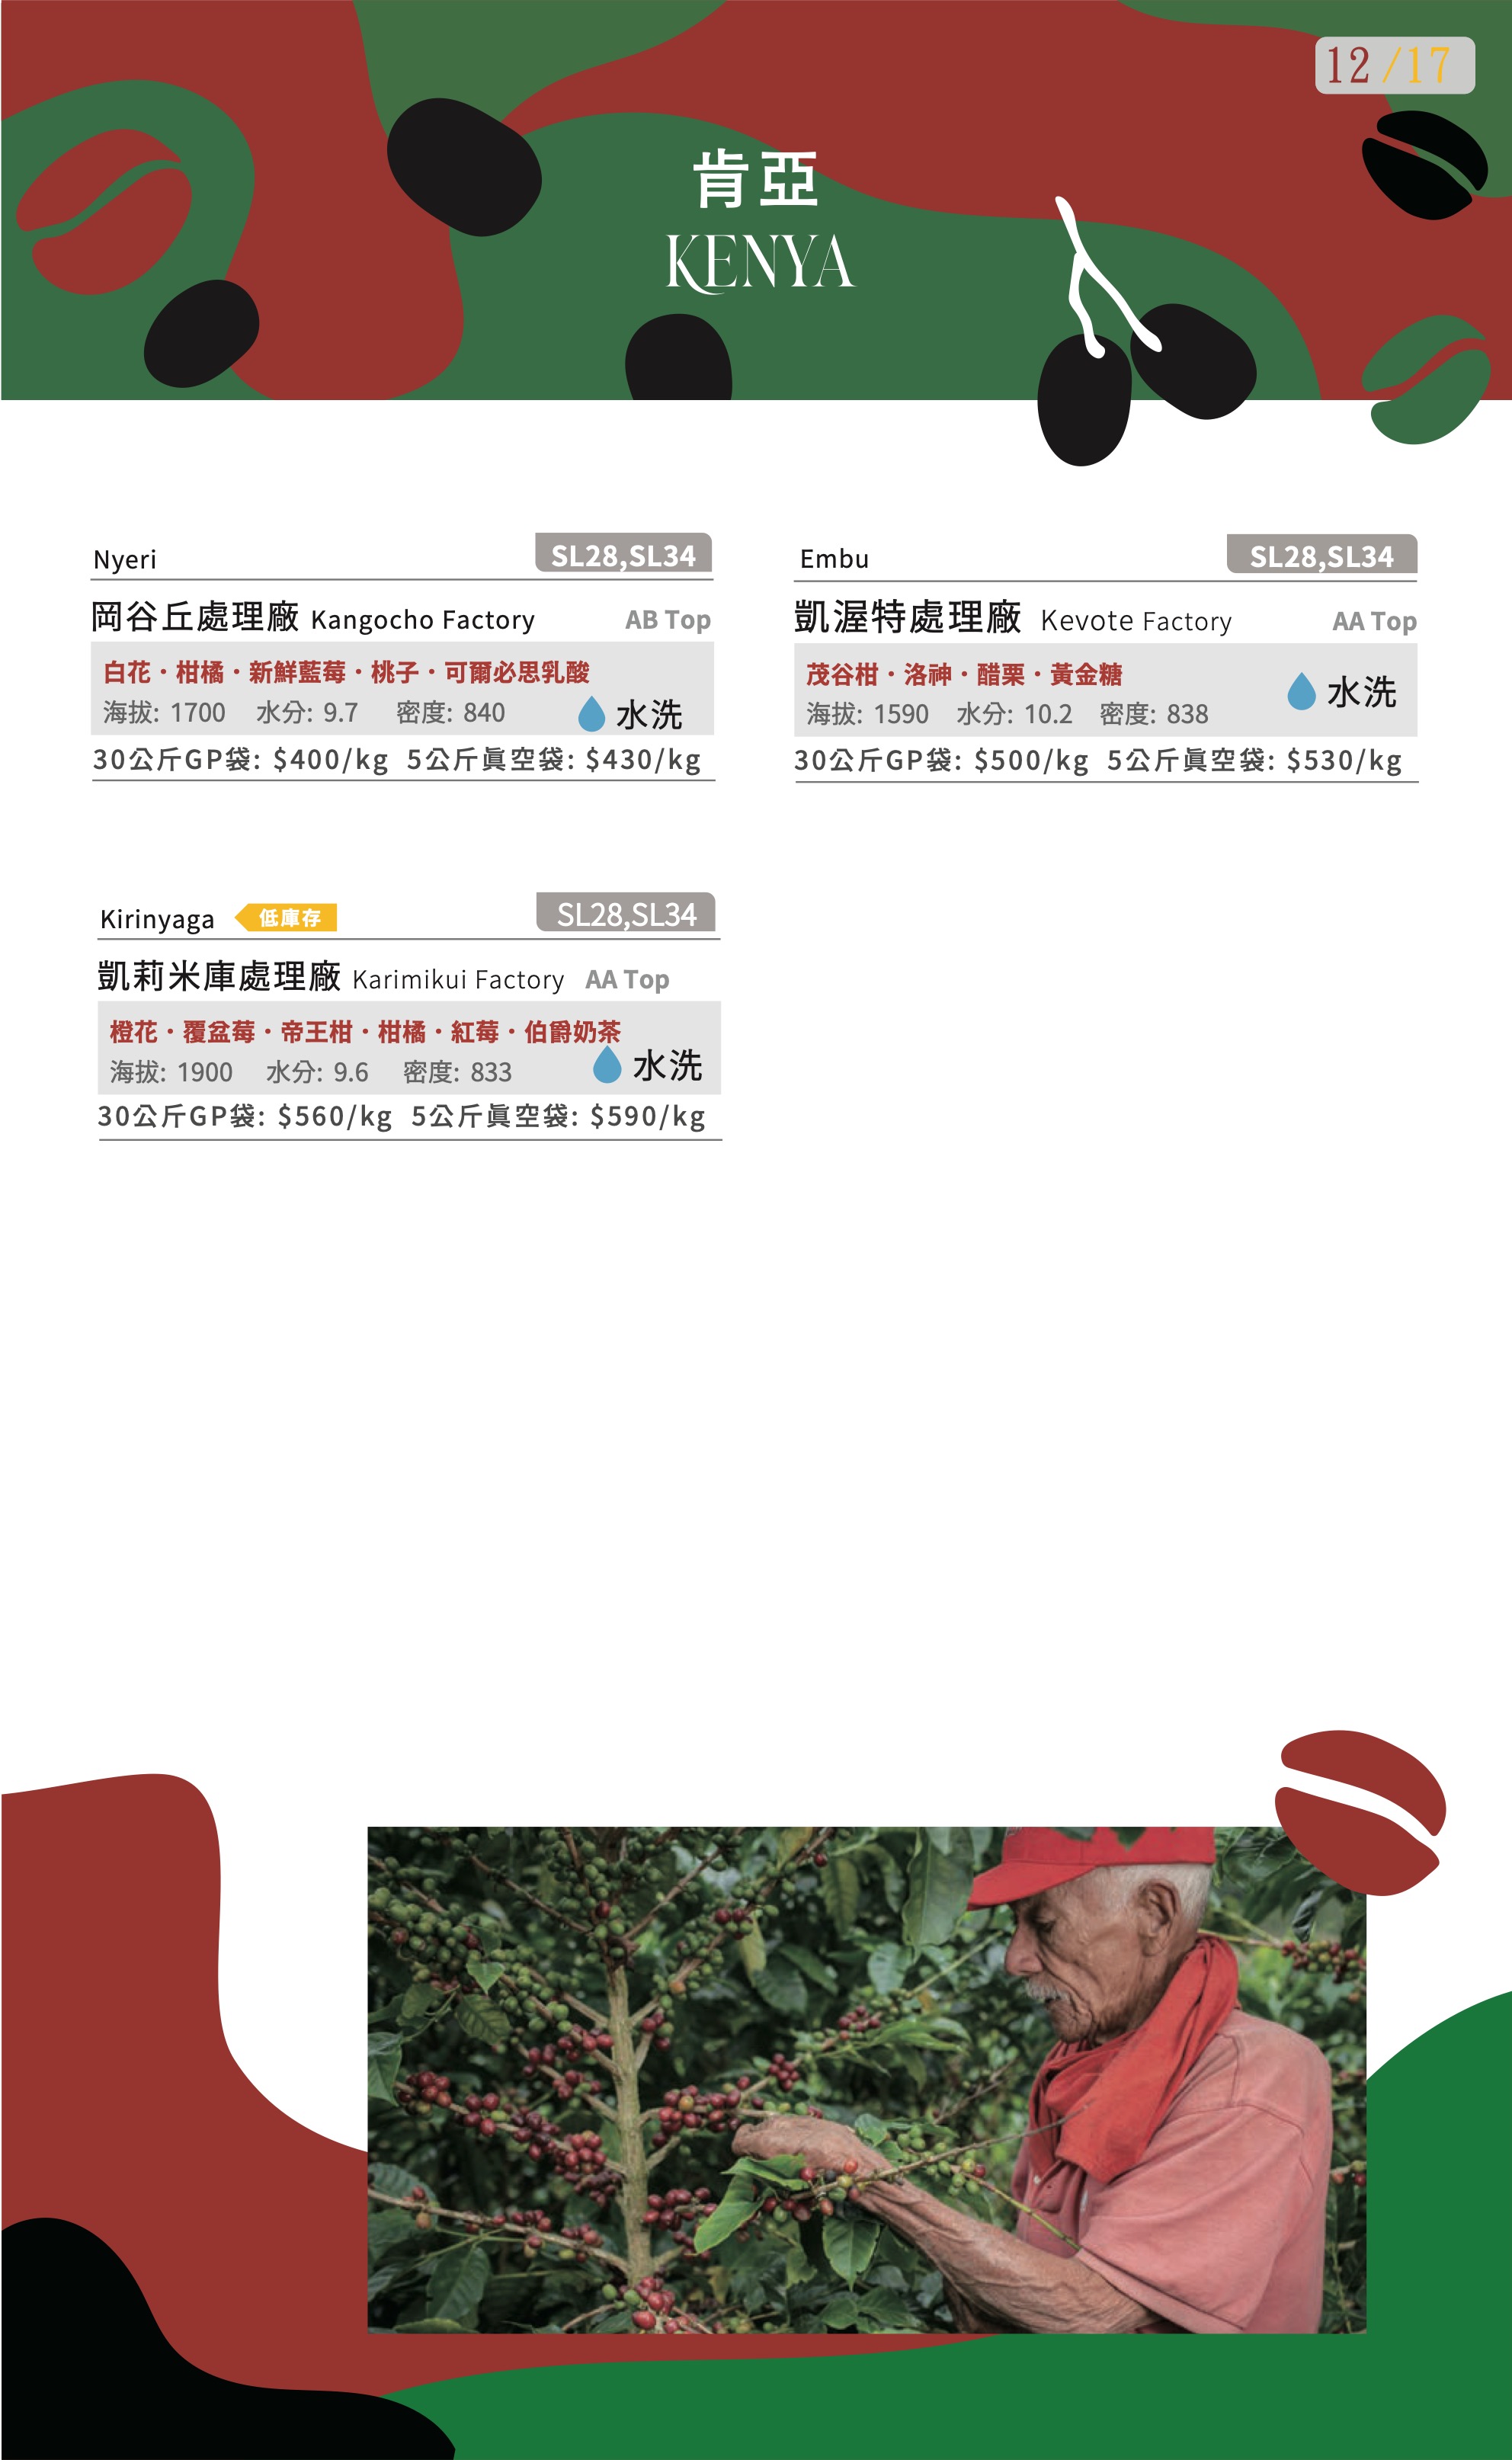 12/17
肯亞
KENYA
Nyeri
SL28,SL34
岡谷丘處理廠 Kangocho Factory AB Top
白花・柑橘・新鮮藍莓・桃子・可爾必思乳酸
海拔: 1700 水分: 9.7 密度: 840
水洗
30公斤GP袋: $400/kg 5公斤眞空袋: $430/kg
Embu
SL28,SL34
凱渥特處理廠 Kevote Factory AA Top
茂谷柑・洛神・醋栗・黃金糖
海拔: 1590 水分: 10.2 密度: 838
水洗
30公斤GP袋: $500/kg 5公斤眞空袋: $530/kg
Kirinyaga
低庫存
SL28,SL34
凱莉米庫處理廠 Karimikui Factory AA Top
橙花・覆盆莓・帝王柑・柑橘・紅莓・伯爵奶茶
海拔: 1900 水分: 9.6 密度: 833
水洗
30公斤GP袋: $560/kg 5公斤眞空袋: $590/kg